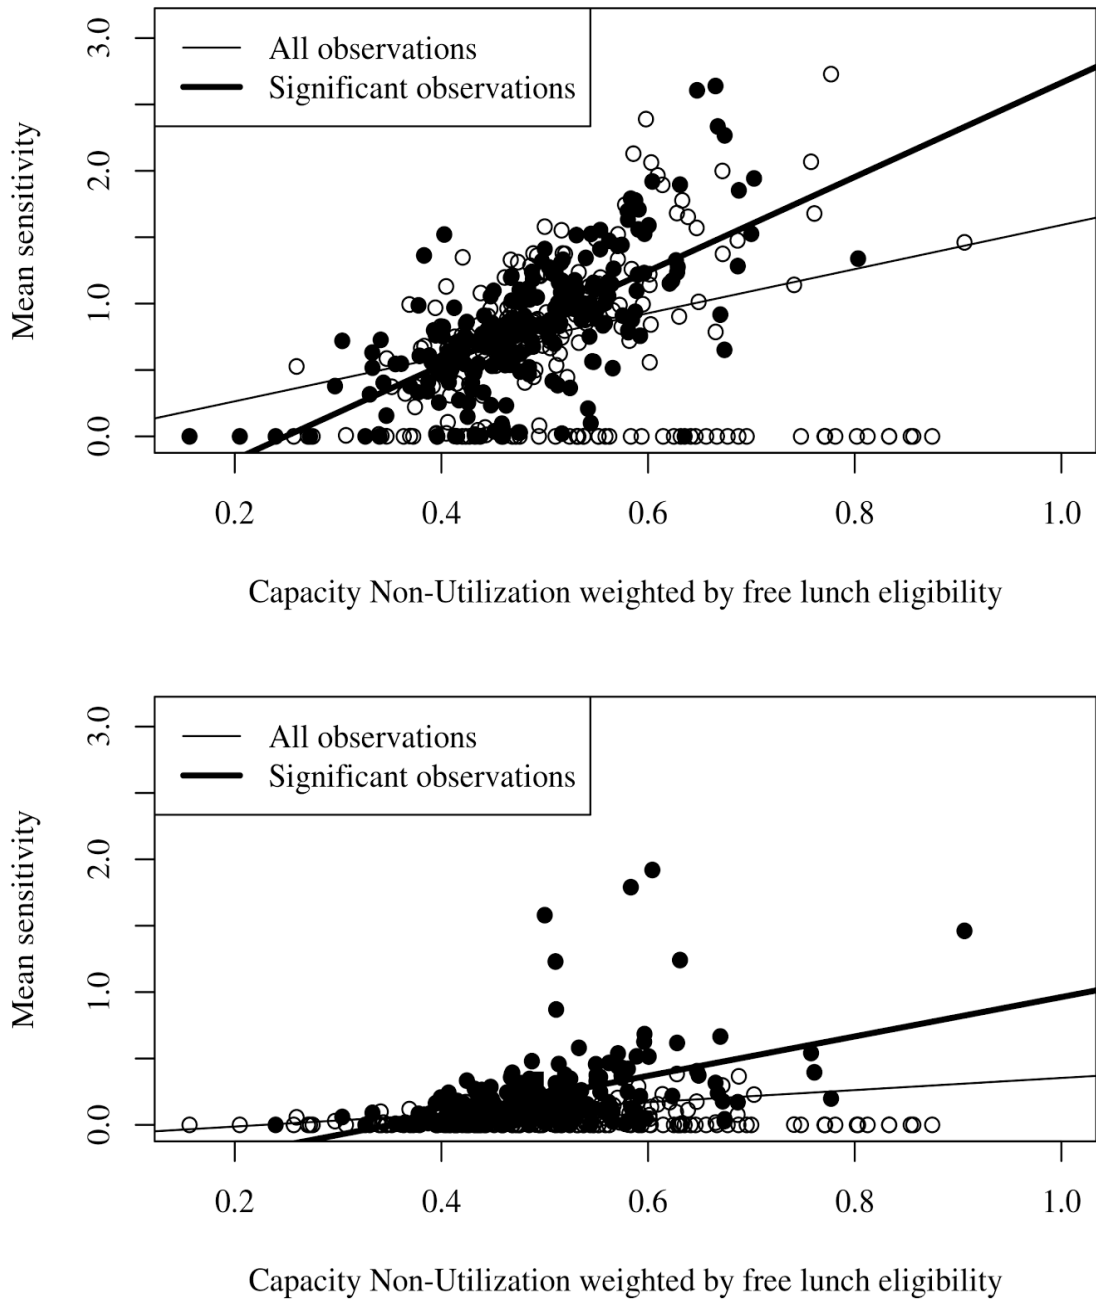 All observations
Significant observations
3.0
2.0
1.0
0.0
Mean sensitivity
0.2 0.4 0.6 0.8 1.0
Capacity Non-Utilization weighted by free lunch eligibility
All observations
Significant observations
3.0
2.0
1.0
0.0
Mean sensitivity
0.2 0.4 0.6 0.8 1.0
Capacity Non-Utilization weighted by free lunch eligibility